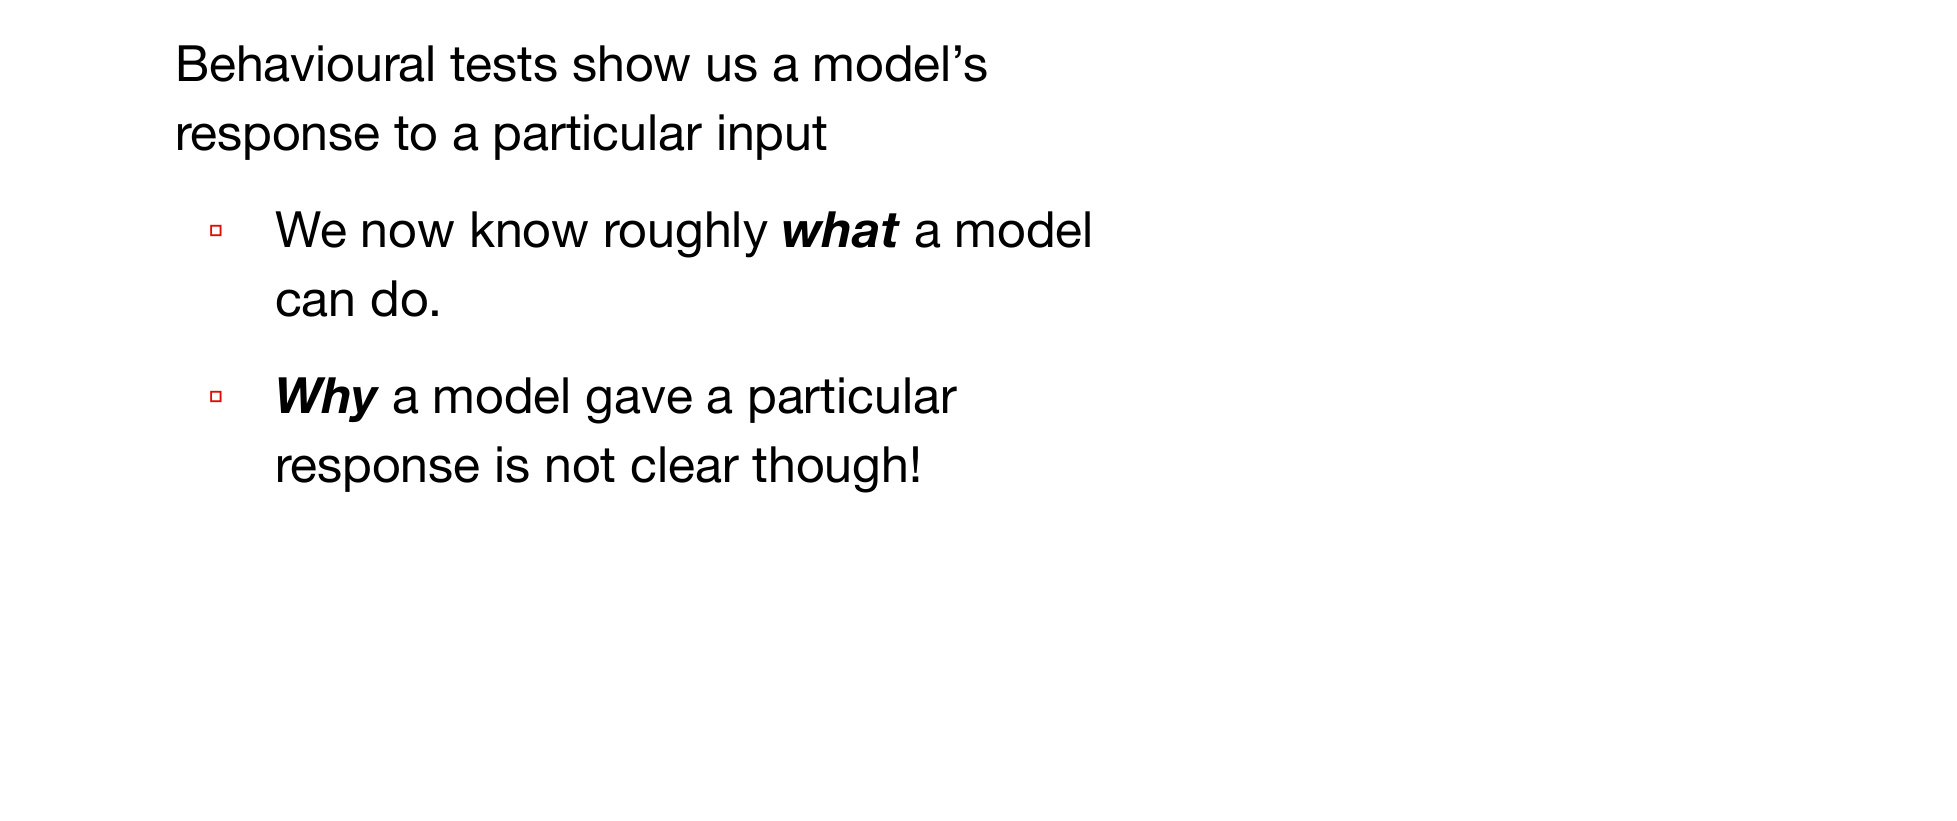 Behavioural tests show us a model’s
response to a particular input
▫ We now know roughly what a model
can do.
▫ Why a model gave a particular
response is not clear though!